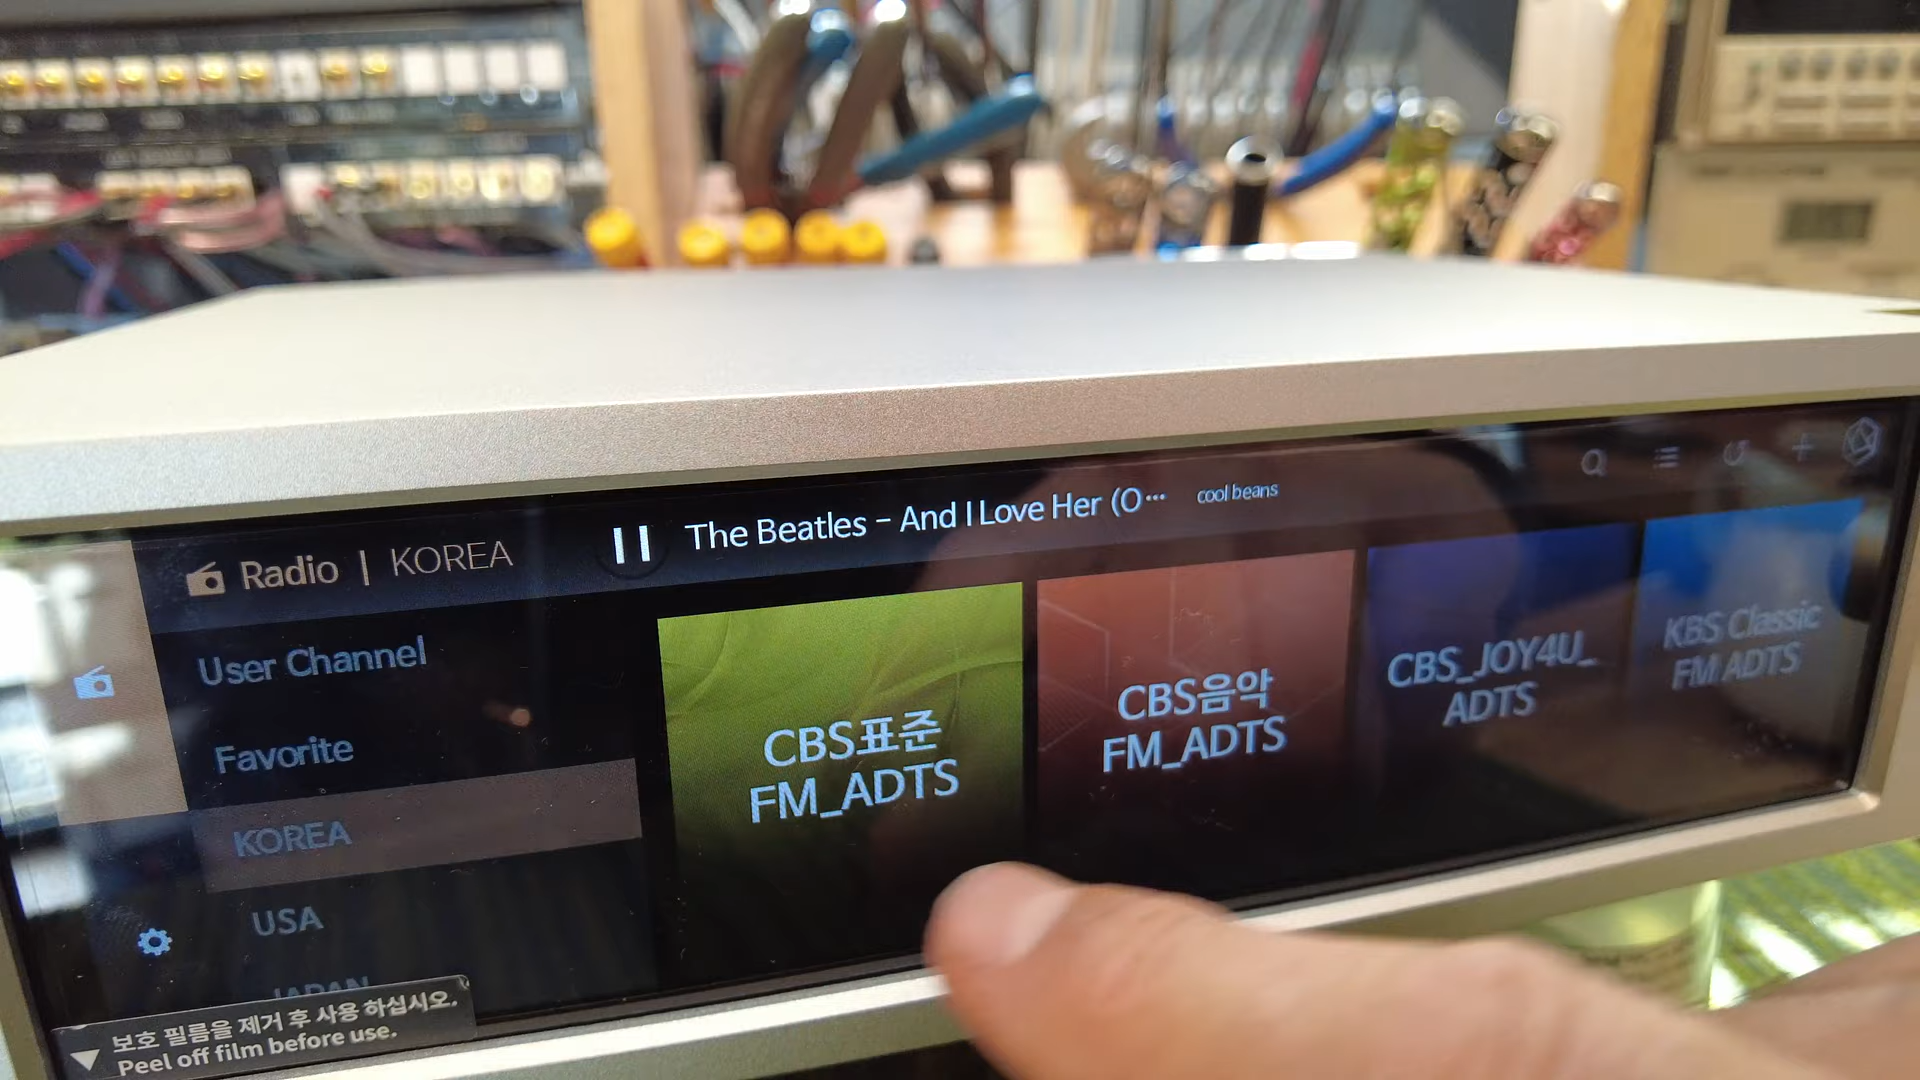 Radio | KOREA
The Beatles - And I Love Her (O···
cool beans
User Channel
Favorite
KOREA
USA
JAPAN
CBS표준
FM_ADTS
CBS음악
FM_ADTS
CBS_JOY4U_
ADTS
KBS Classic
FM ADTS
보호 필름을 제거 후 사용 하십시오.
Peel off film before use.